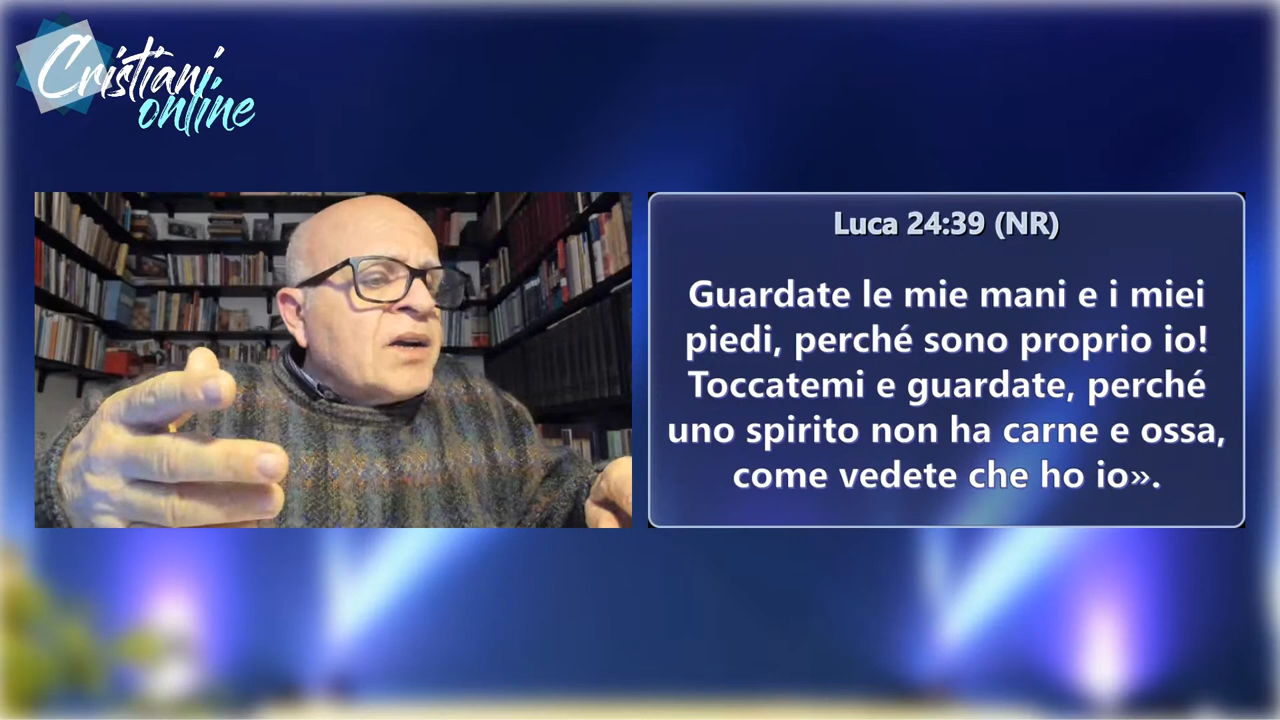 Cristiani
online
Luca 24:39 (NR)
Guardate le mie mani e i miei
piedi, perché sono proprio io!
Toccatemi e guardate, perché
uno spirito non ha carne e ossa,
come vedete che ho io».